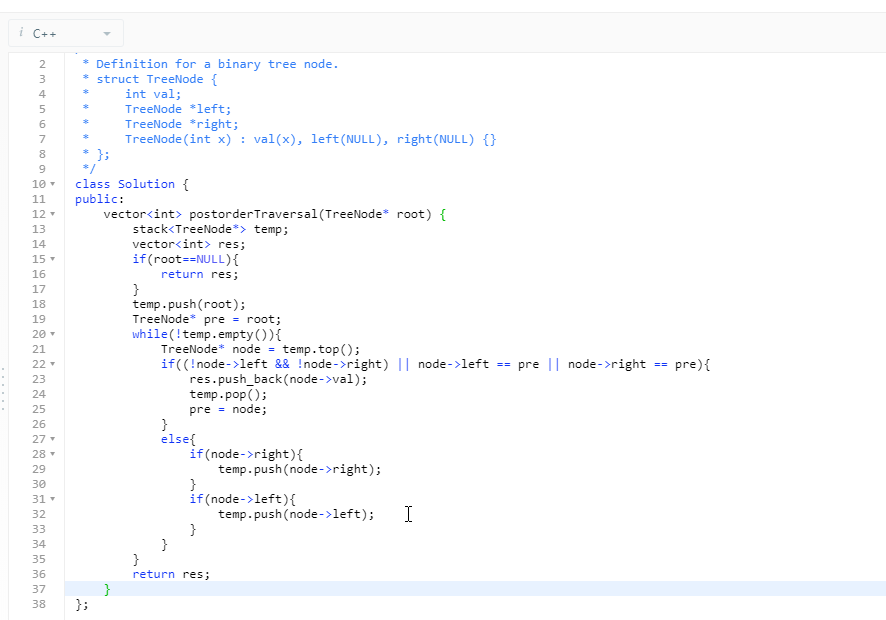 i C++
2 * Definition for a binary tree node.
3 * struct TreeNode {
4 *     int val;
5 *     TreeNode *left;
6 *     TreeNode *right;
7 *     TreeNode(int x) : val(x), left(NULL), right(NULL) {}
8 * };
9 */
10 class Solution {
11 public:
12     vector<int> postorderTraversal(TreeNode* root) {
13         stack<TreeNode*> temp;
14         vector<int> res;
15         if(root==NULL){
16             return res;
17         }
18         temp.push(root);
19         TreeNode* pre = root;
20         while(!temp.empty()){
21             TreeNode* node = temp.top();
22             if((!node->left && !node->right) || node->left == pre || node->right == pre){
23                 res.push_back(node->val);
24                 temp.pop();
25                 pre = node;
26             }
27             else{
28                 if(node->right){
29                     temp.push(node->right);
30                 }
31                 if(node->left){
32                     temp.push(node->left);
33                 }
34             }
35         }
36         return res;
37     }
38 };